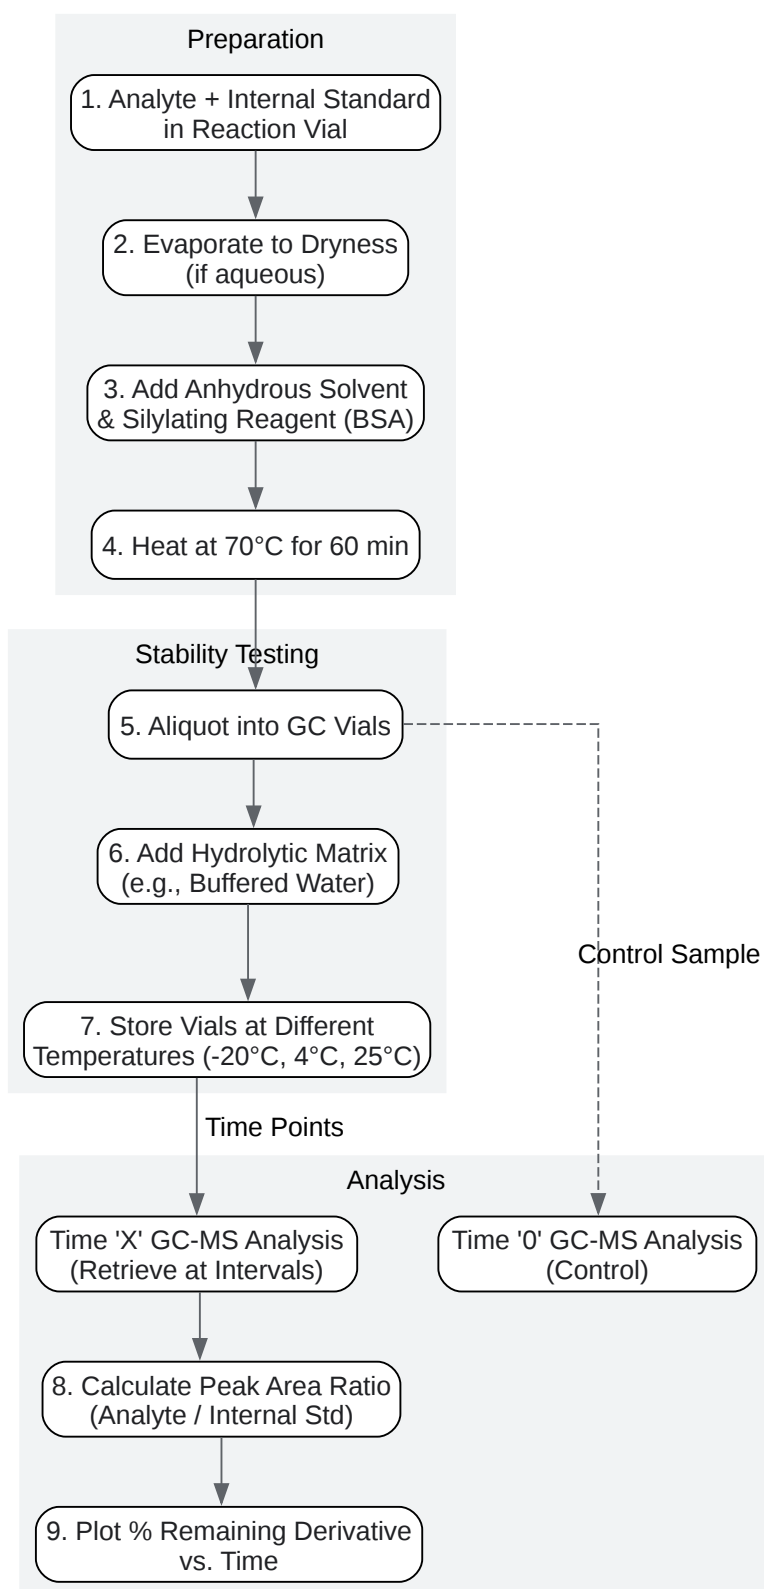 Preparation
1. Analyte + Internal Standard
in Reaction Vial
2. Evaporate to Dryness
(if aqueous)
3. Add Anhydrous Solvent
& Silylating Reagent (BSA)
4. Heat at 70°C for 60 min
Stability Testing
5. Aliquot into GC Vials
6. Add Hydrolytic Matrix
(e.g., Buffered Water)
Control Sample
7. Store Vials at Different
Temperatures (-20°C, 4°C, 25°C)
Time Points
Analysis
Time 'X' GC-MS Analysis
(Retrieve at Intervals)
Time '0' GC-MS Analysis
(Control)
8. Calculate Peak Area Ratio
(Analyte / Internal Std)
9. Plot % Remaining Derivative
vs. Time